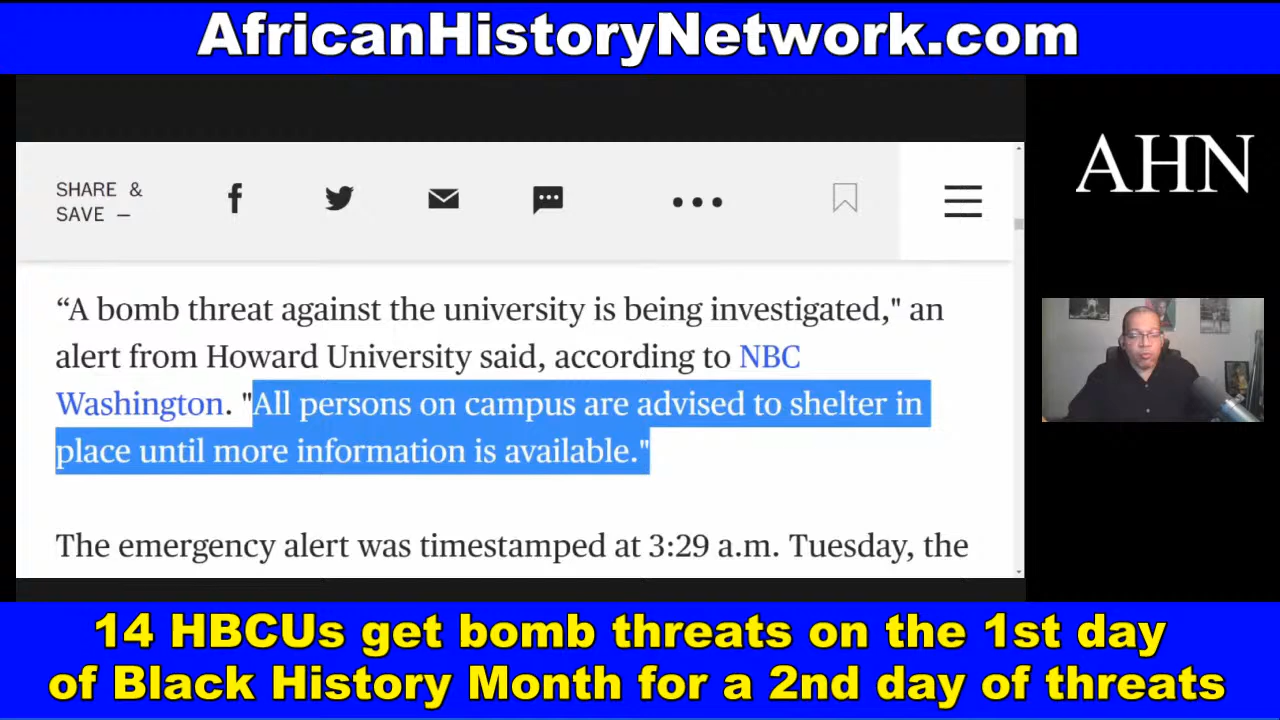 AfricanHistoryNetwork.com
AHN
SHARE &
SAVE —
“A bomb threat against the university is being investigated," an
alert from Howard University said, according to NBC
Washington. "All persons on campus are advised to shelter in
place until more information is available."
The emergency alert was timestamped at 3:29 a.m. Tuesday, the
14 HBCUs get bomb threats on the 1st day
of Black History Month for a 2nd day of threats